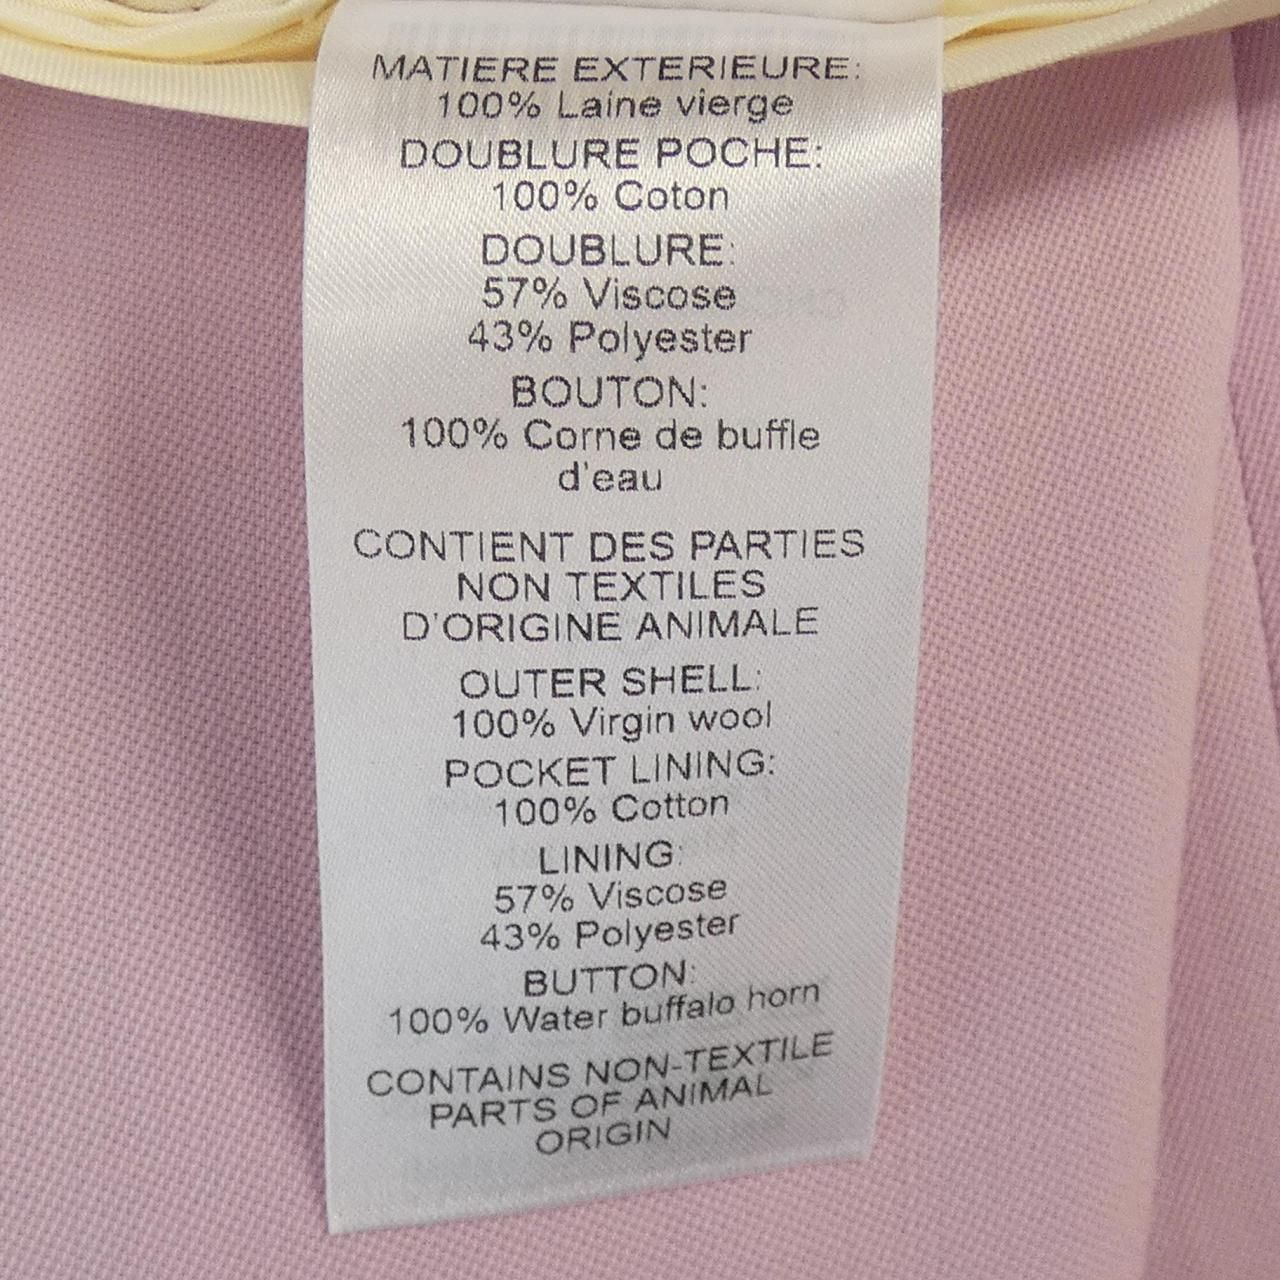 MATIERE EXTERIEURE:
100% Laine vierge
DOUBLURE POCHE:
100% Coton
DOUBLURE:
57% Viscose
43% Polyester
BOUTON:
100% Corne de buffle
d'eau
CONTIENT DES PARTIES
NON TEXTILES
D'ORIGINE ANIMALE
OUTER SHELL:
100% Virgin wool
POCKET LINING:
100% Cotton
LINING:
57% Viscose
43% Polyester
BUTTON:
100% Water buffalo horn
CONTAINS NON-TEXTILE
PARTS OF ANIMAL
ORIGIN